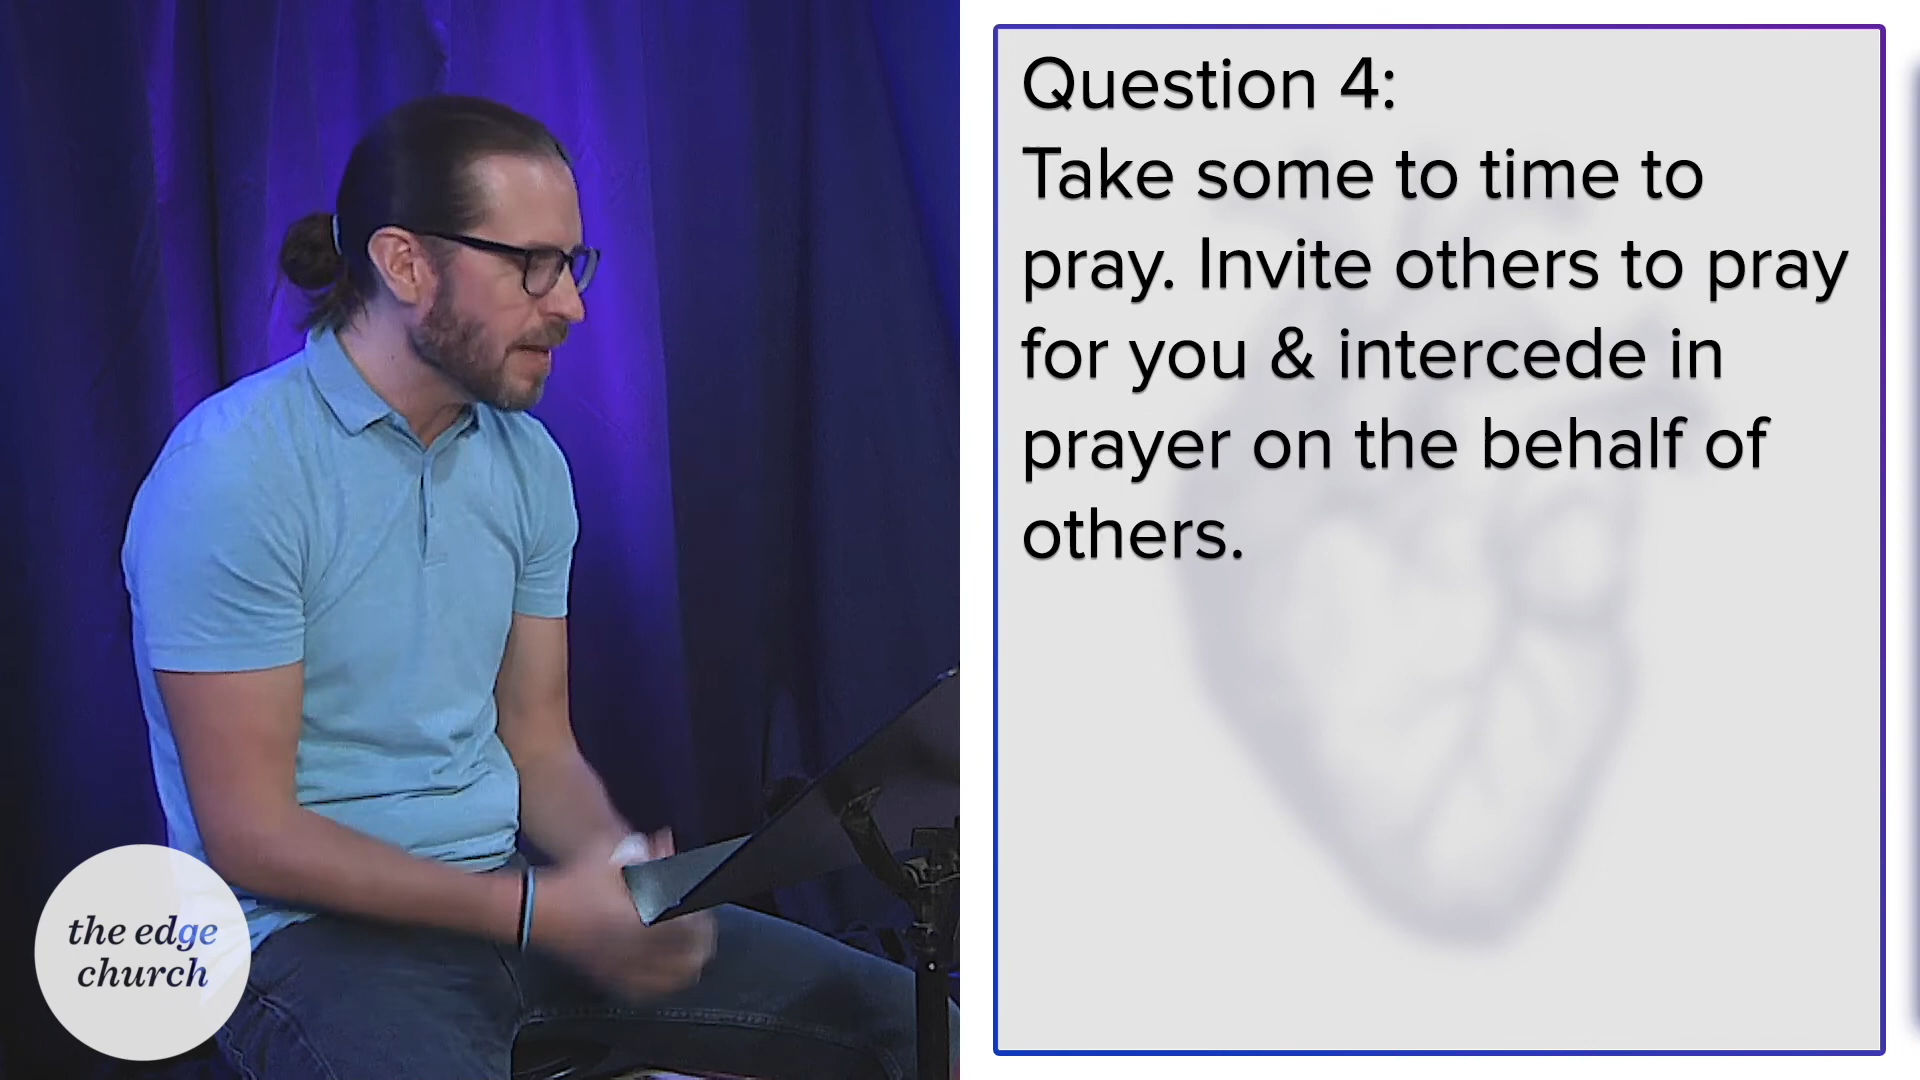 Question 4:
Take some to time to
pray. Invite others to pray
for you & intercede in
prayer on the behalf of
others.
the edge
church